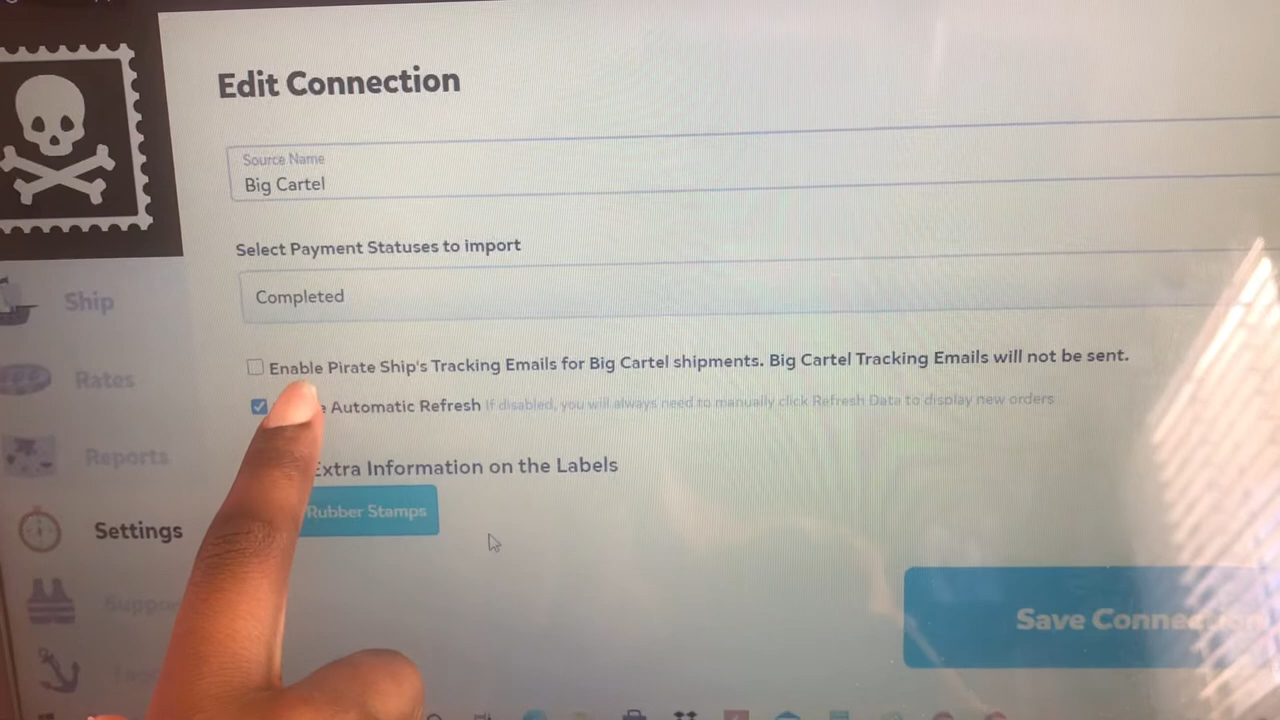 Edit Connection
Source Name
Big Cartel
Select Payment Statuses to import
Completed
Ship
Enable Pirate Ship's Tracking Emails for Big Cartel shipments. Big Cartel Tracking Emails will not be sent.
Rates
Automatic Refresh If disabled, you will always need to manually click Refresh Data to display new orders
Reports
Extra Information on the Labels
Rubber Stamps
Settings
Save